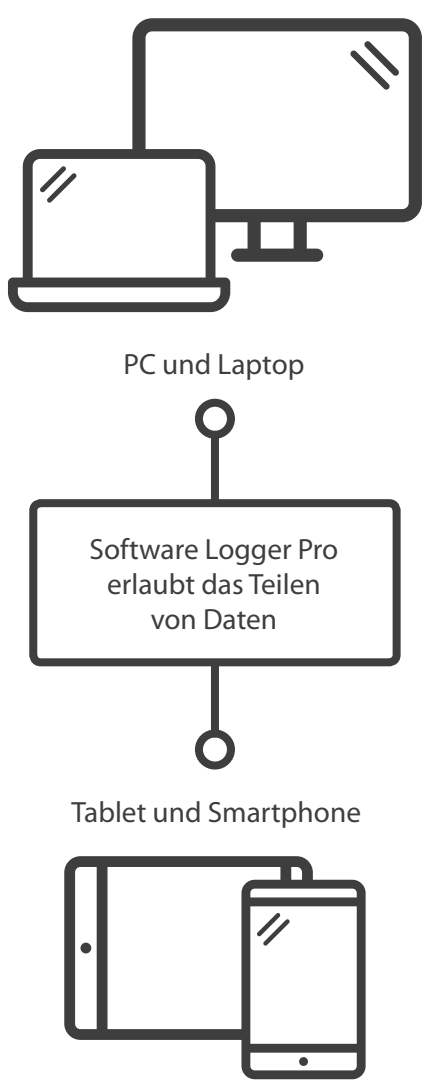 PC und Laptop
Software Logger Pro
erlaubt das Teilen
von Daten
Tablet und Smartphone